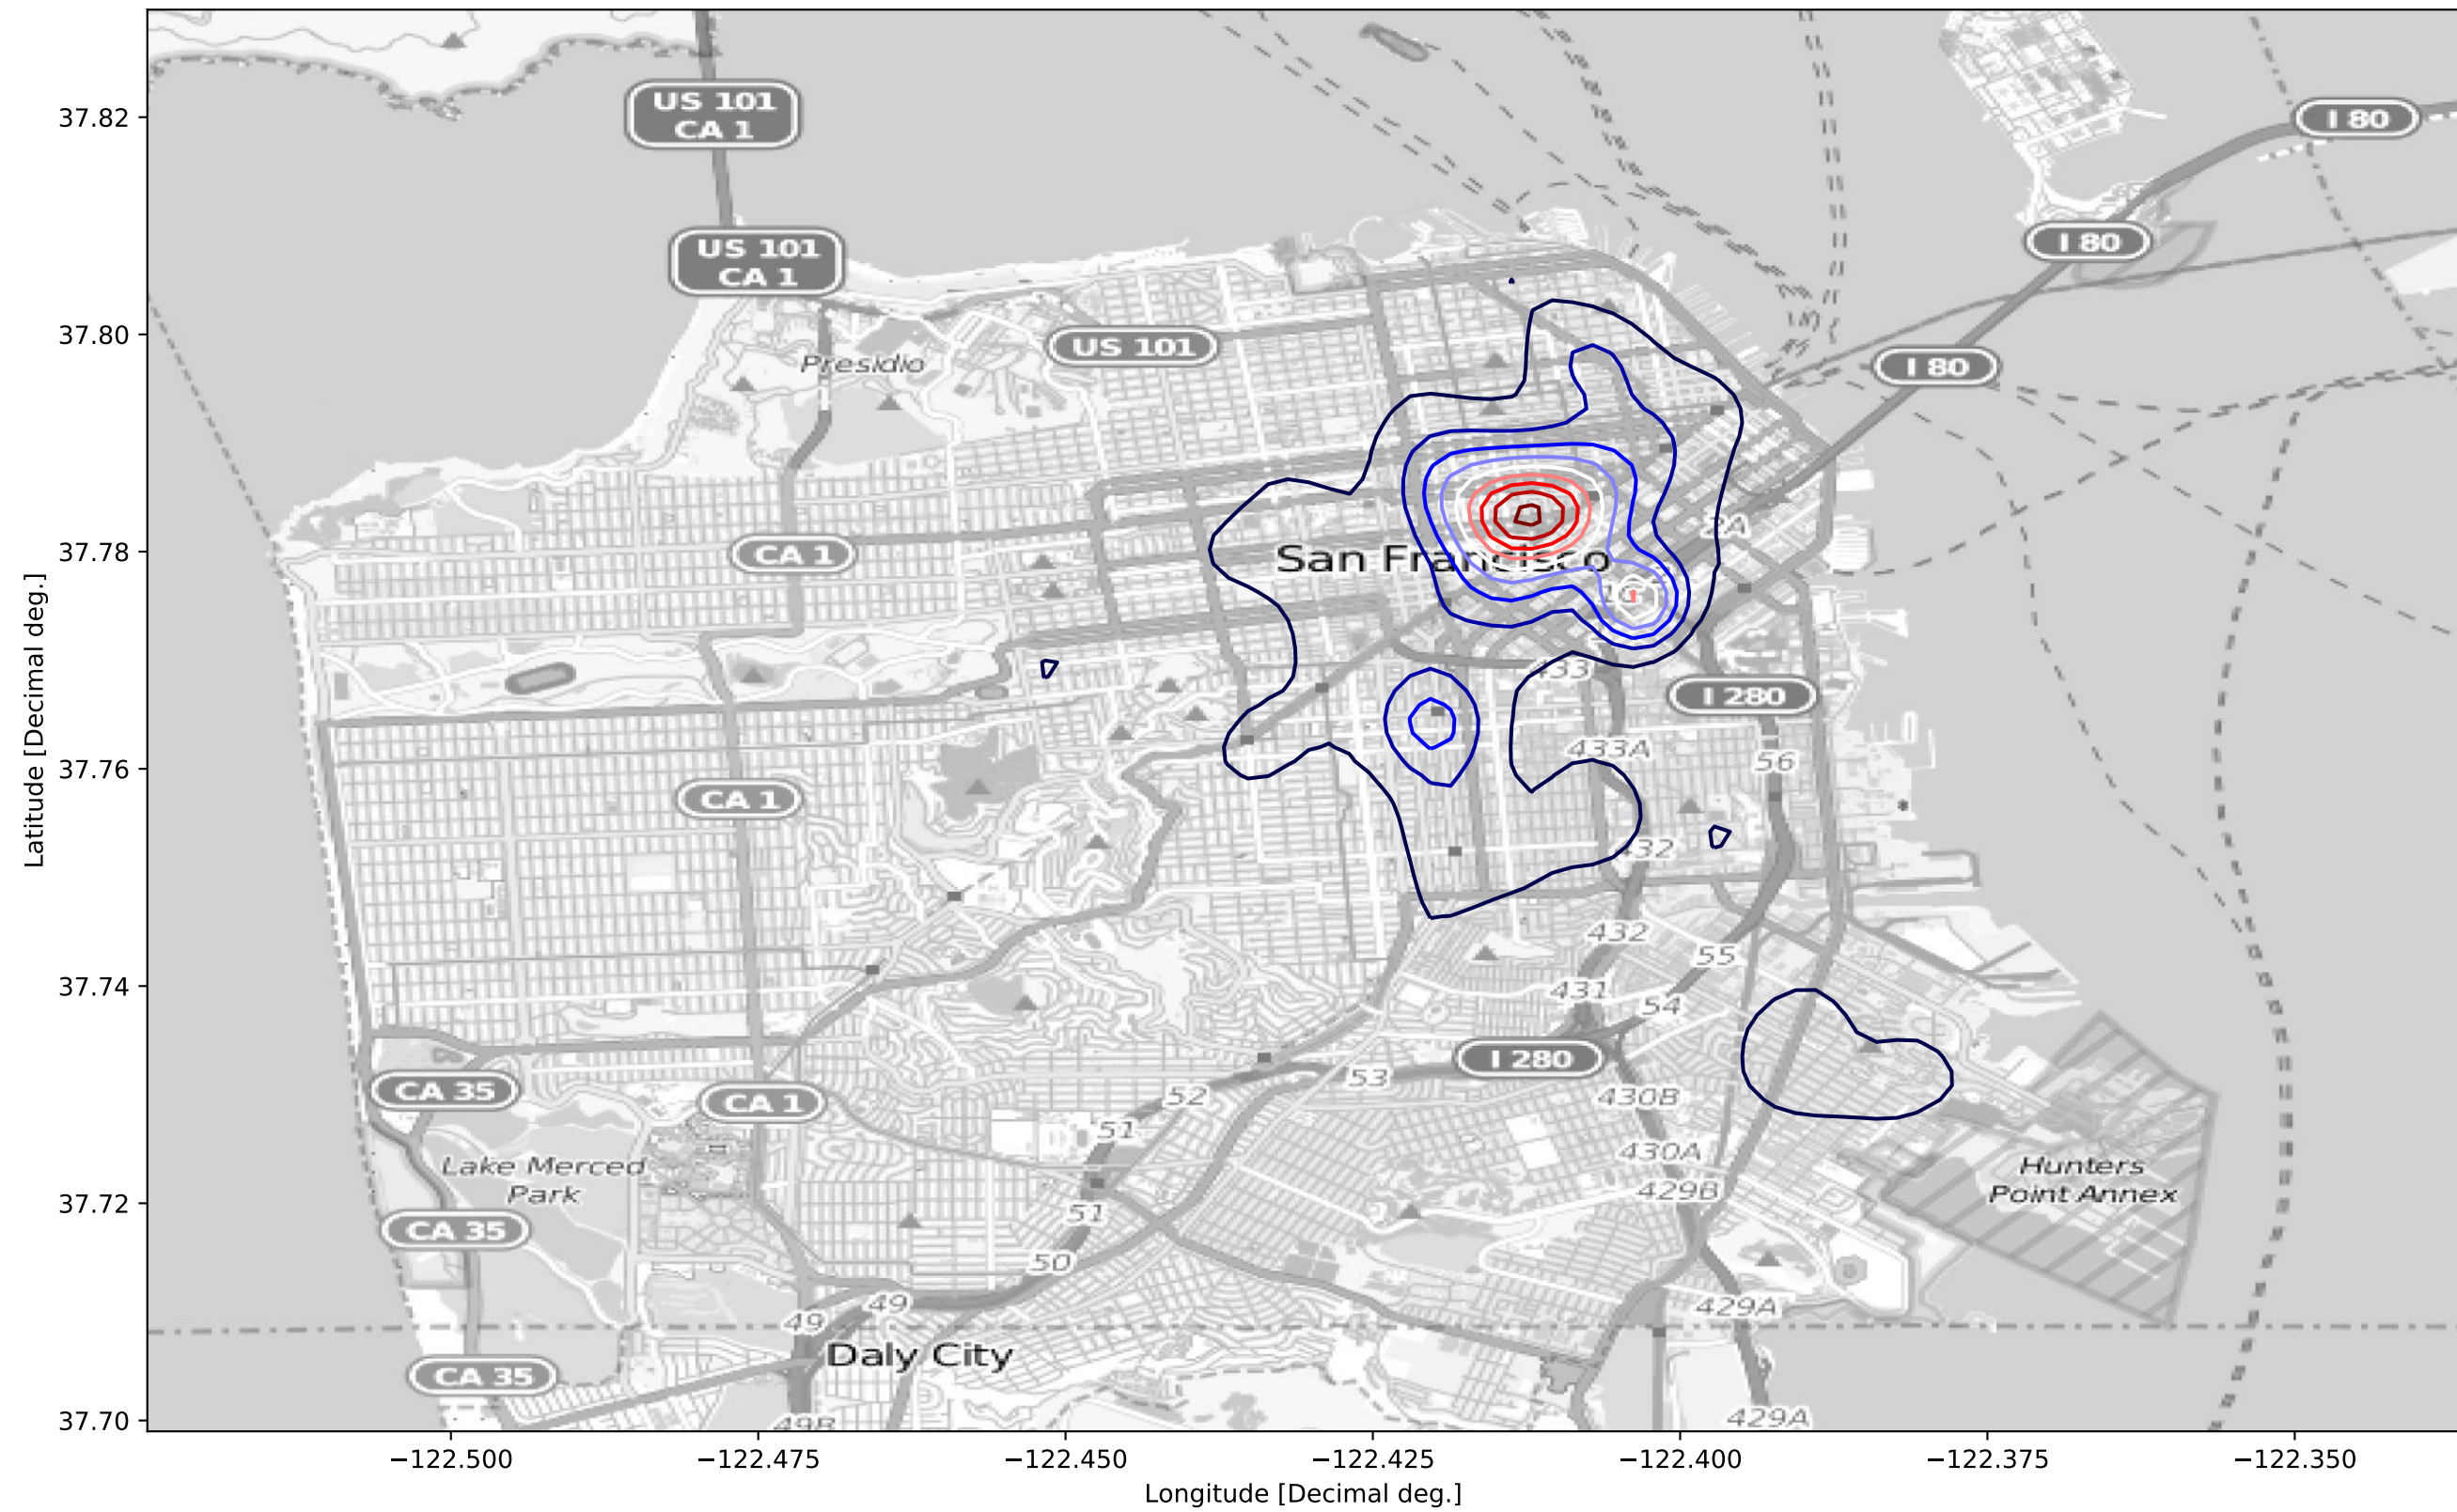 US 101
CA 1
I 80
37.82
I 80
US 101
CA 1
37.80
US 101
I 80
Presidio
2A
37.78
CA 1
San Francisco
433
I 280
433A
56
37.76
CA 1
432
432
55
37.74
431
54
I 280
53
CA 35
52
430B
CA 1
51
430A
Lake Merced
Park
Hunters
Point Annex
429B
37.72
51
CA 35
50
49
429A
49
Daly City
CA 35
37.70
49B
429A
−122.500
−122.475
−122.450
−122.425
−122.400
−122.375
−122.350
Longitude [Decimal deg.]
Latitude [Decimal deg.]